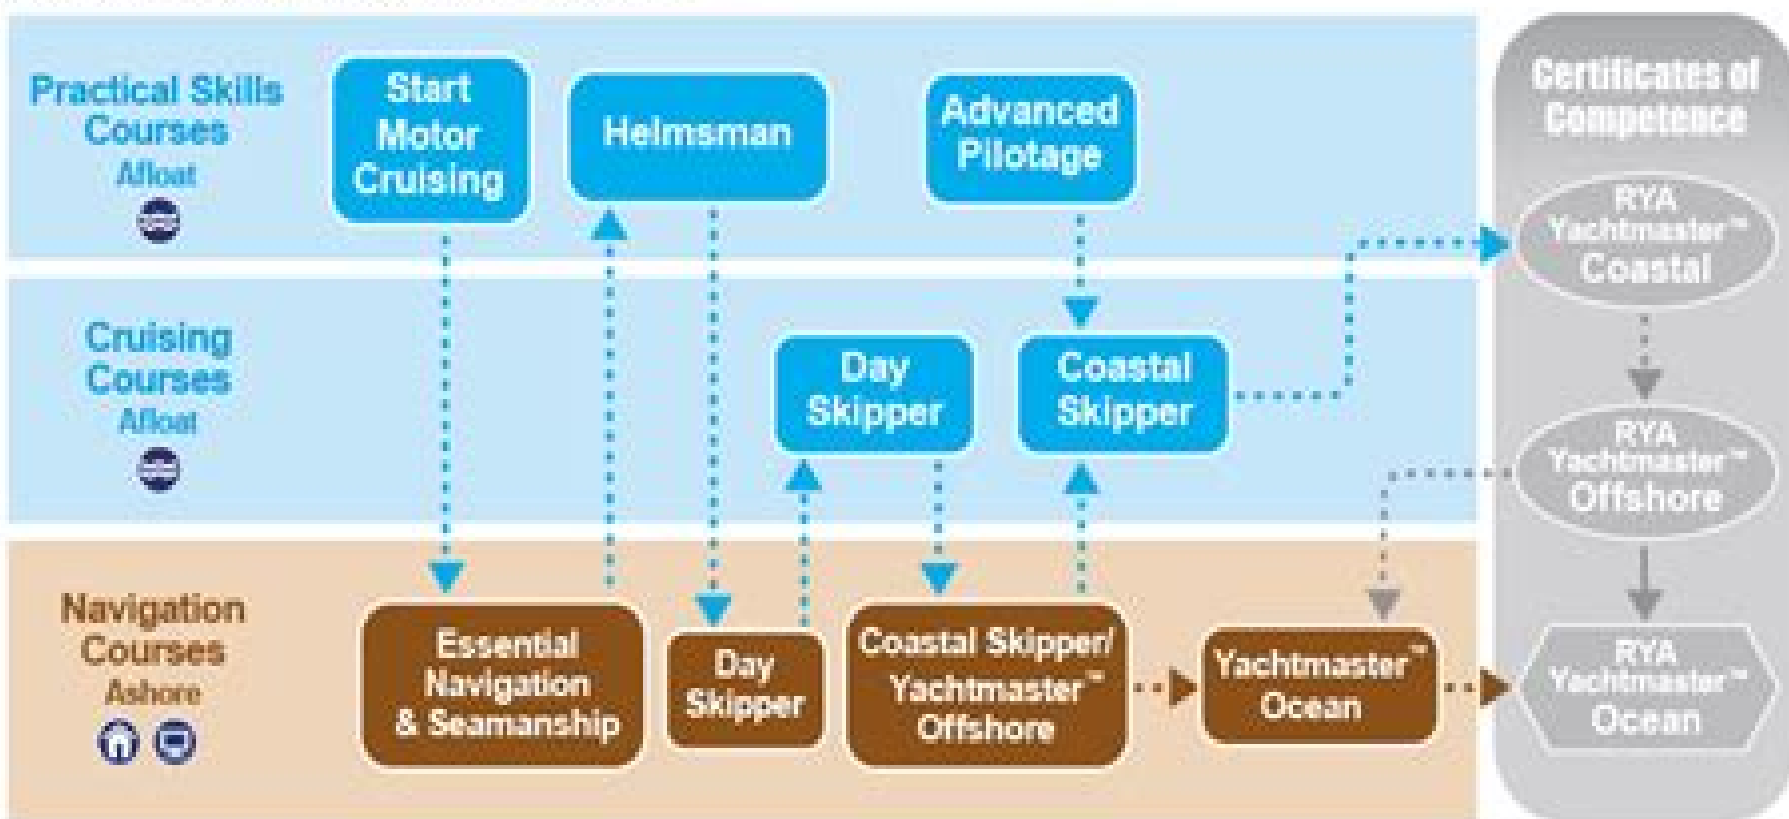 Practical Skills
Courses
Afloat
Start
Motor
Cruising
Helmsman
Advanced
Pilotage
Certificates of
Competence
RYA
Yachtmaster™
Coastal
Cruising
Courses
Afloat
Day
Skipper
Coastal
Skipper
RYA
Yachtmaster™
Offshore
Navigation
Courses
Ashore
Essential
Navigation
& Seamanship
Day
Skipper
Coastal Skipper/
Yachtmaster™
Offshore
Yachtmaster™
Ocean
RYA
Yachtmaster™
Ocean